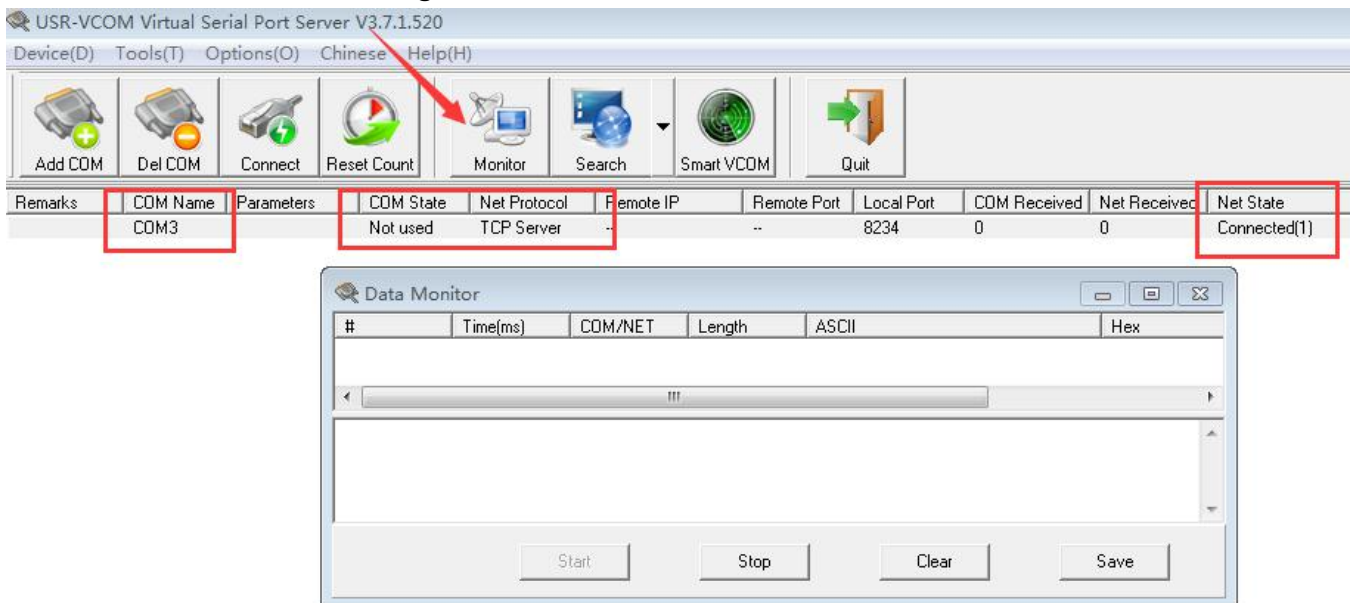 USR-VCOM Virtual Serial Port Server V3.7.1.520
Device(D) Tools(T) Options(O) Chinese Help(H)
Add COM Del COM Connect Reset Count Monitor Search Smart VCOM Quit
Remarks COM Name Parameters COM State Net Protocol Remote IP Remote Port Local Port COM Received Net Received Net State
COM3 Not used TCP Server -- -- 8234 0 0 Connected(1)
Data Monitor
# Time(ms) COM/NET Length ASCII Hex
Start Stop Clear Save